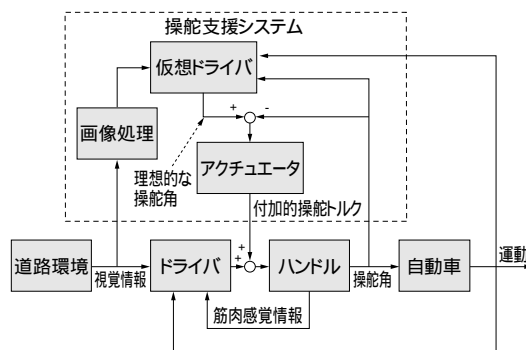 操舵支援システム
仮想ドライバ
+
-
画像処理
理想的な
操舵角
アクチュエータ
付加的操舵トルク
+
+
道路環境
視覚情報
ドライバ
ハンドル
操舵角
自動車
運動
筋肉感覚情報